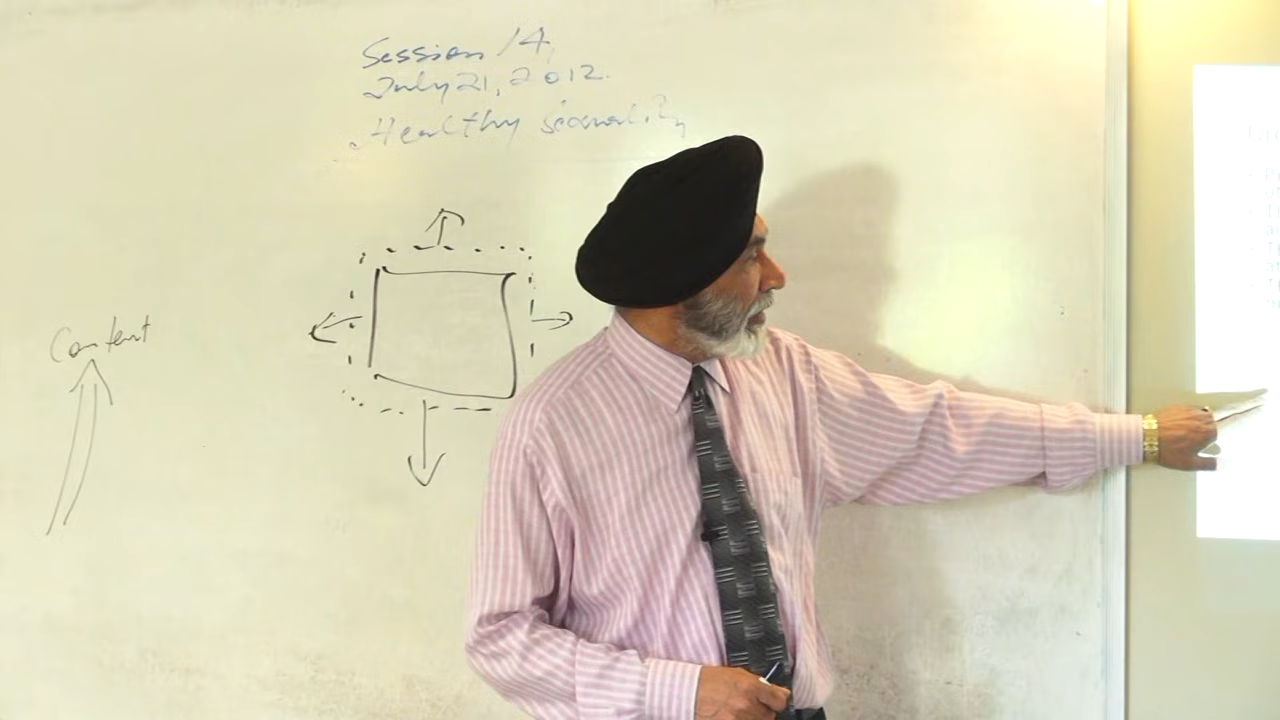 Session 14,
July 21, 2012.
Healthy sexuality
Content